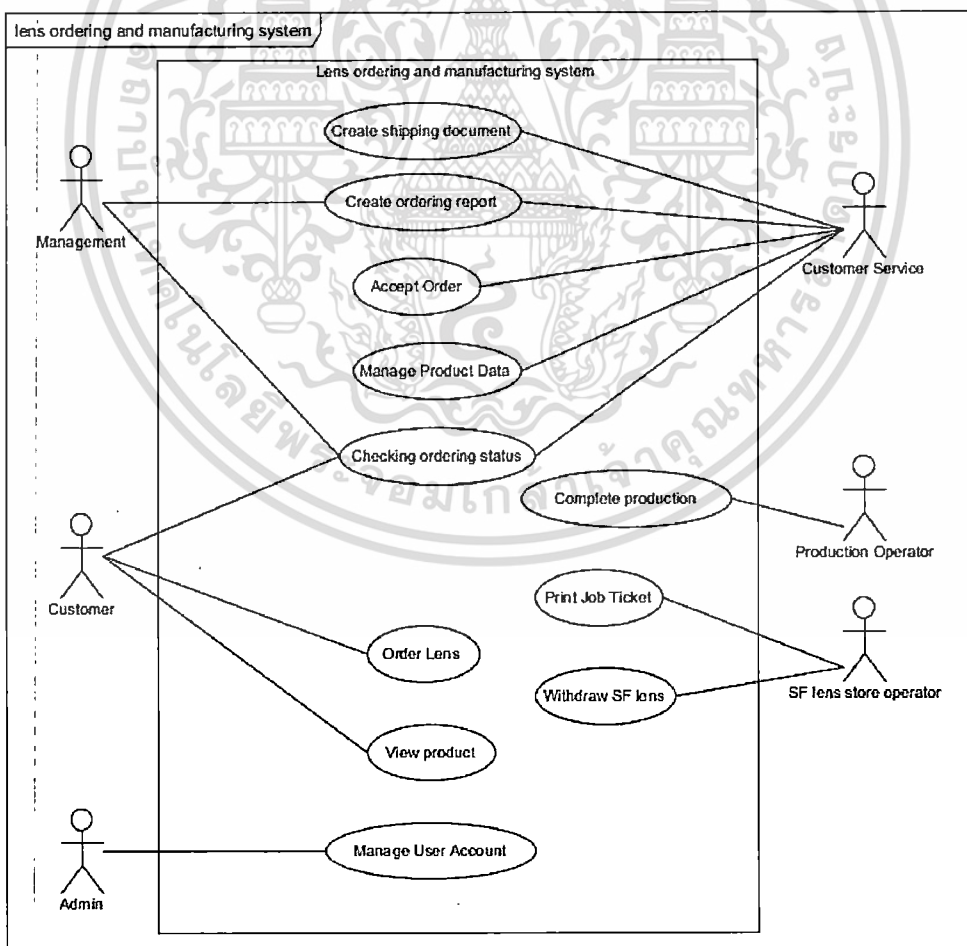 lens ordering and manufacturing system
Lens ordering and manufacturing system
Create shipping document
Create ordering report
Management
Customer Service
Accept Order
Manage Product Data
Checking ordering status
Complete production
Production Operator
Customer
Print Job Ticket
Order Lens
Withdraw SF lens
SF lens store operator
View product
Manage User Account
Admin